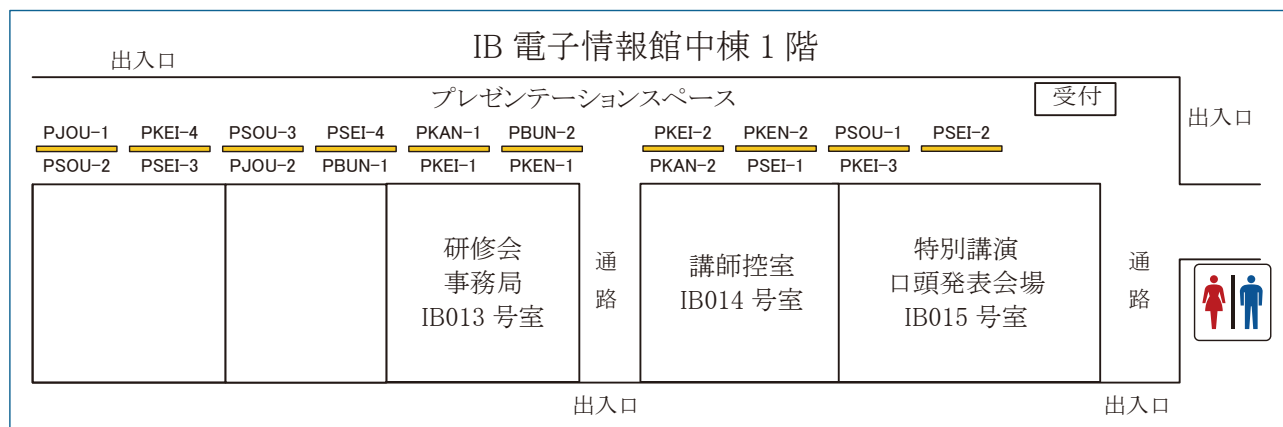 IB 電子情報館中棟 1 階
出入口
プレゼンテーションスペース
受付
出入口
PJOU-1 PKEI-4 PSOU-3 PSEI-4 PKAN-1 PBUN-2 PKEI-2 PKEN-2 PSOU-1 PSEI-2
PSOU-2 PSEI-3 PJOU-2 PBUN-1 PKEI-1 PKEN-1 PKAN-2 PSEI-1 PKEI-3
研修会
事務局
IB013 号室
通
路
講師控室
IB014 号室
特別講演
口頭発表会場
IB015 号室
通
路
出入口
出入口